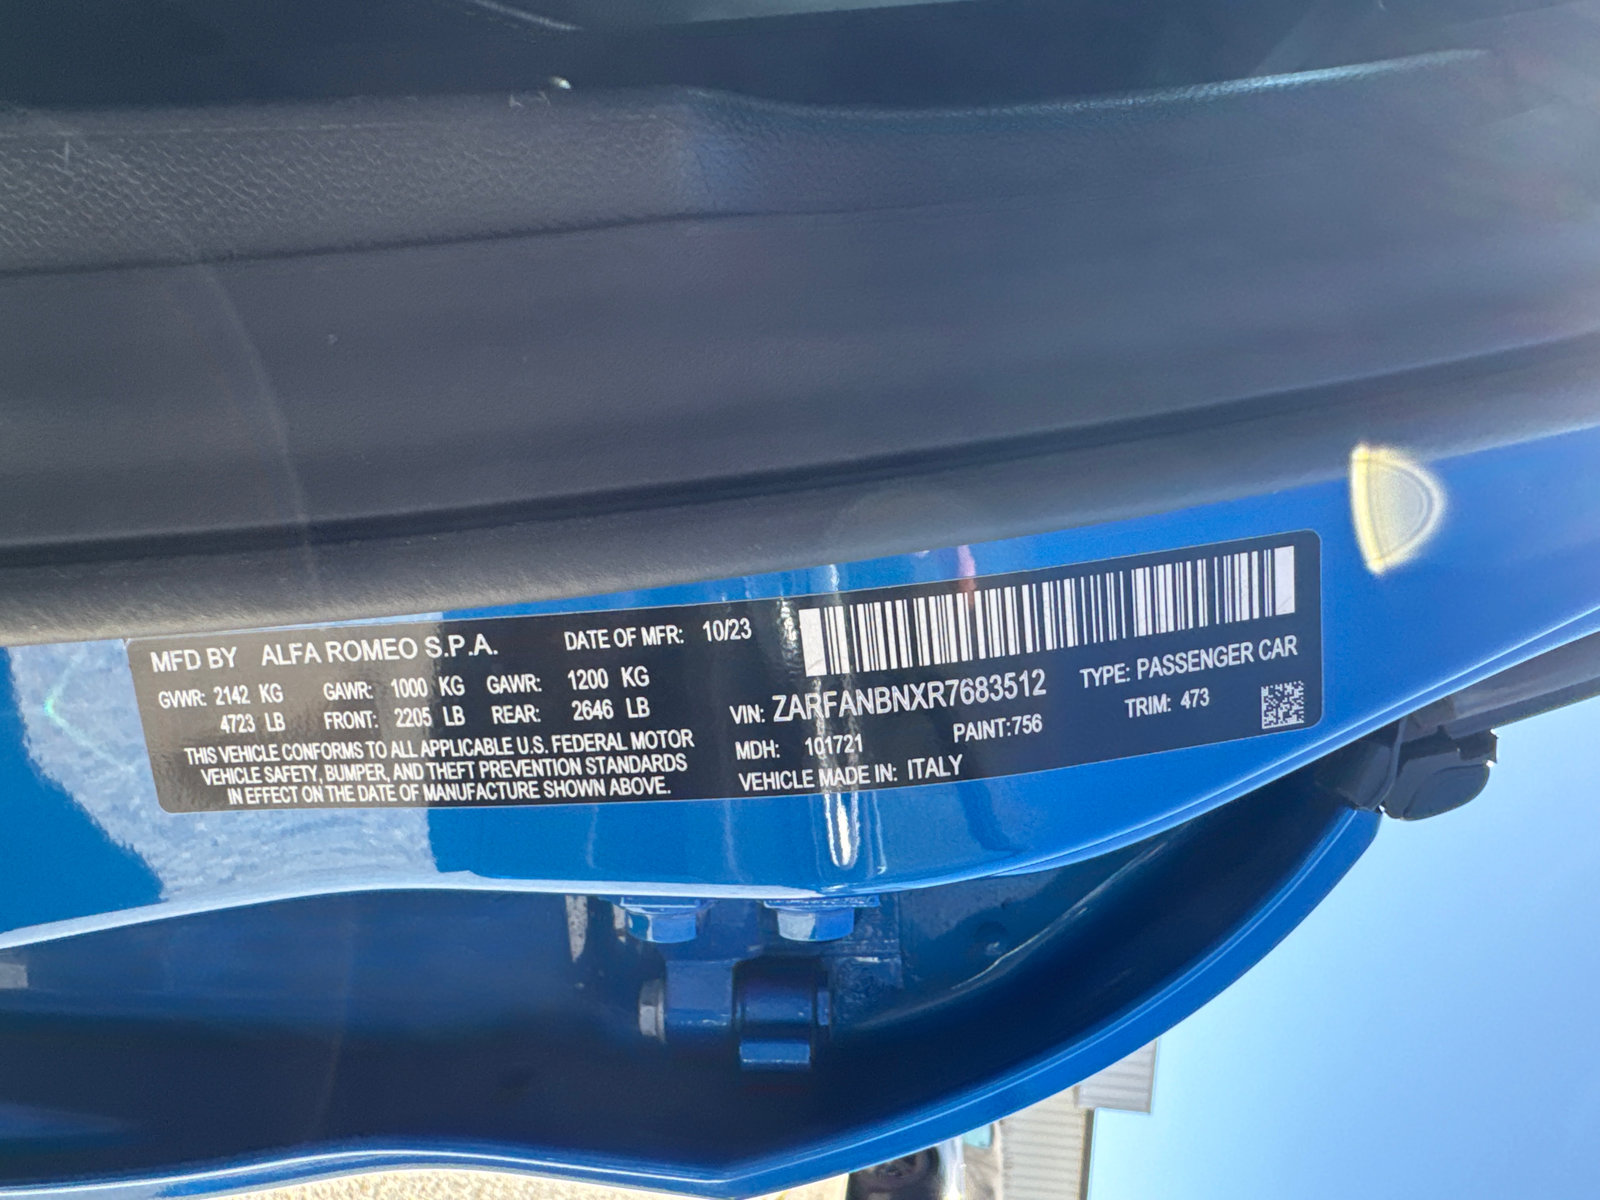 MFD BY ALFA ROMEO S.P.A. DATE OF MFR: 10/23
GVWR: 2142 KG GAWR: 1000 KG GAWR: 1200 KG
4723 LB FRONT: 2205 LB REAR: 2646 LB
THIS VEHICLE CONFORMS TO ALL APPLICABLE U.S. FEDERAL MOTOR
VEHICLE SAFETY, BUMPER, AND THEFT PREVENTION STANDARDS
IN EFFECT ON THE DATE OF MANUFACTURE SHOWN ABOVE.
VIN: ZARFANBNXR7683512 TYPE: PASSENGER CAR
MDH: 101721 PAINT:756 TRIM: 473
VEHICLE MADE IN: ITALY